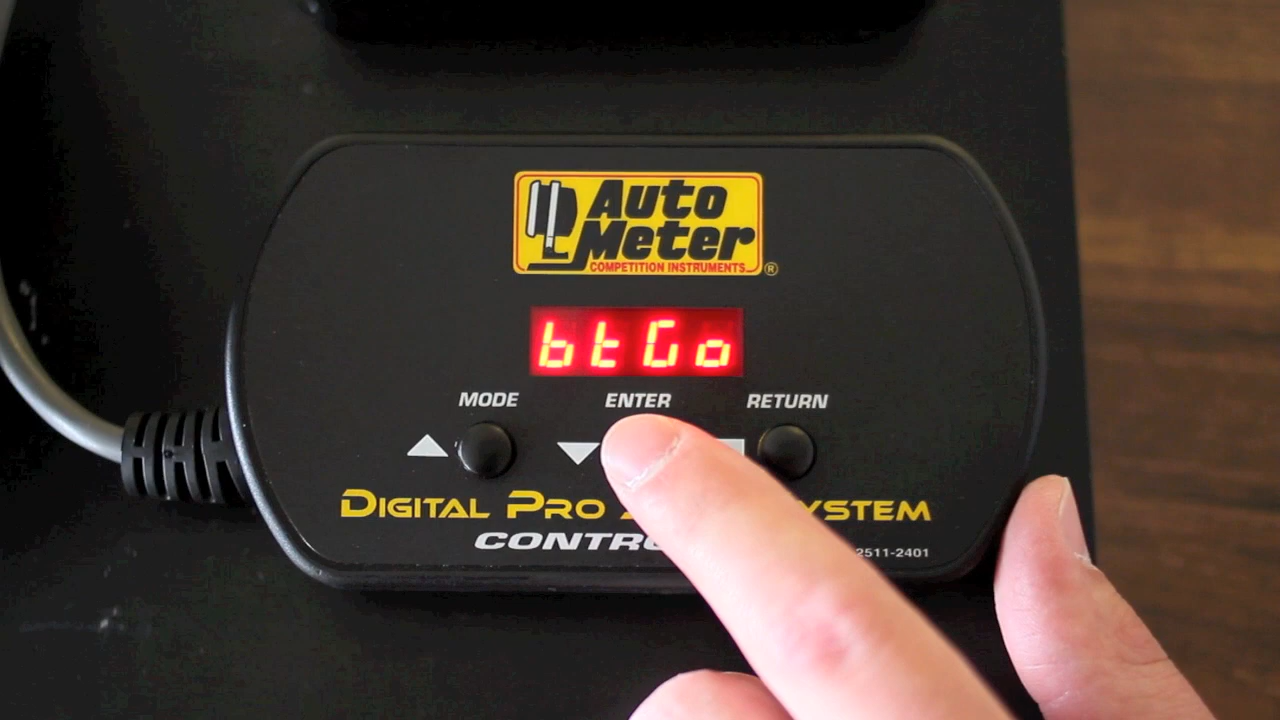 Auto
Meter
COMPETITION INSTRUMENTS
®
btGo
MODE ENTER RETURN
DIGITAL PRO YSTEM
CONTRO
2511-2401